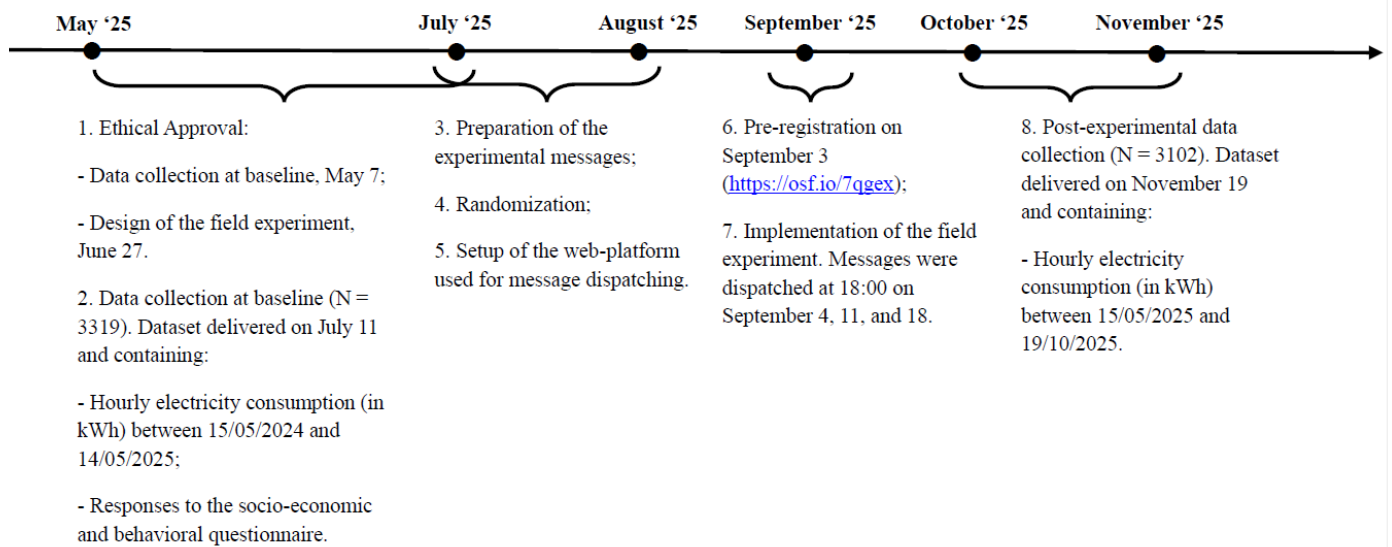 May ‘25
July ‘25
August ‘25
September ‘25
October ‘25
November ‘25
1. Ethical Approval:
- Data collection at baseline, May 7;
- Design of the field experiment,
June 27.
2. Data collection at baseline (N =
3319). Dataset delivered on July 11
and containing:
- Hourly electricity consumption (in
kWh) between 15/05/2024 and
14/05/2025;
- Responses to the socio-economic
and behavioral questionnaire.
3. Preparation of the
experimental messages;
4. Randomization;
5. Setup of the web-platform
used for message dispatching.
6. Pre-registration on
September 3
(https://osf.io/7qgex);
7. Implementation of the field
experiment. Messages were
dispatched at 18:00 on
September 4, 11, and 18.
8. Post-experimental data
collection (N = 3102). Dataset
delivered on November 19
and containing:
- Hourly electricity
consumption (in kWh)
between 15/05/2025 and
19/10/2025.